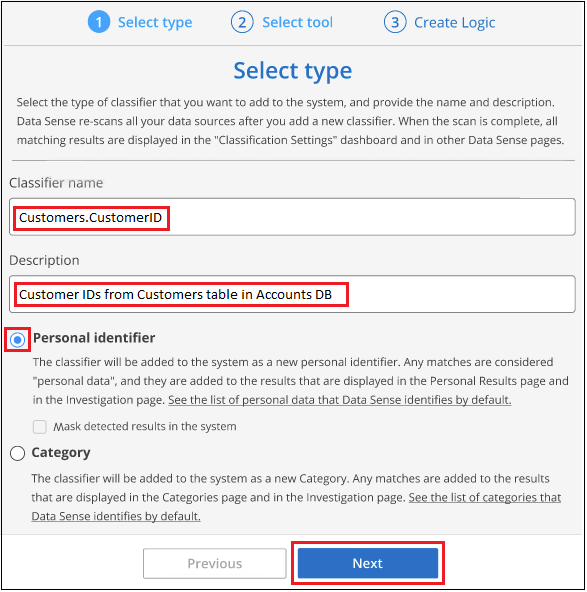 1 Select type 2 Select tool 3 Create Logic
Select type
Select the type of classifier that you want to add to the system, and provide the name and description.
Data Sense re-scans all your data sources after you add a new classifier. When the scan is complete, all
matching results are displayed in the "Classification Settings" dashboard and in other Data Sense pages.
Classifier name
Customers.CustomerID
Description
Customer IDs from Customers table in Accounts DB
Personal identifier
The classifier will be added to the system as a new personal identifier. Any matches are considered
"personal data", and they are added to the results that are displayed in the Personal Results page and
in the Investigation page. See the list of personal data that Data Sense identifies by default.
Mask detected results in the system
Category
The classifier will be added to the system as a new Category. Any matches are added to the results
that are displayed in the Categories page and in the Investigation page. See the list of categories that
Data Sense identifies by default.
Previous Next